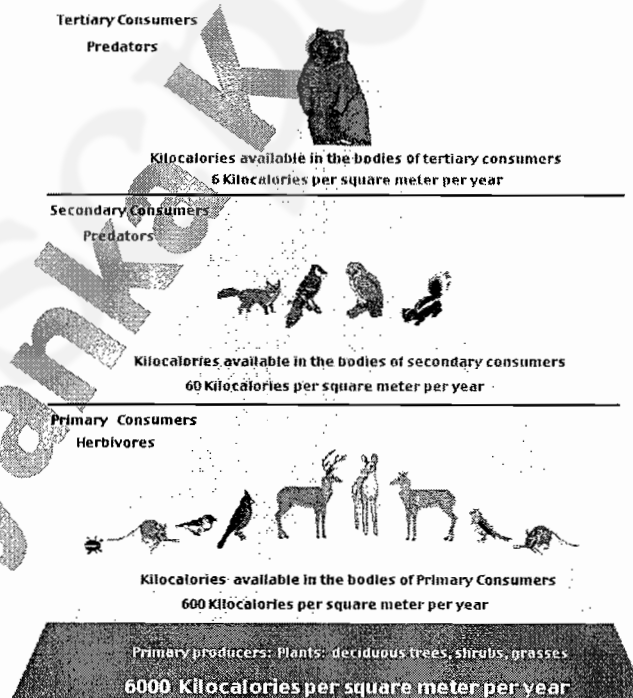 Tertiary Consumers
Predators
Kilocalories available in the bodies of tertiary consumers
6 Kilocalories per square meter per year
Secondary Consumers
Predators
Kilocalories available in the bodies of secondary consumers
60 Kilocalories per square meter per year
Primary Consumers
Herbivores
Kilocalories available in the bodies of Primary Consumers
600 Kilocalories per square meter per year
Primary producers: Plants: deciduous trees, shrubs, grasses
6000 Kilocalories per square meter per year